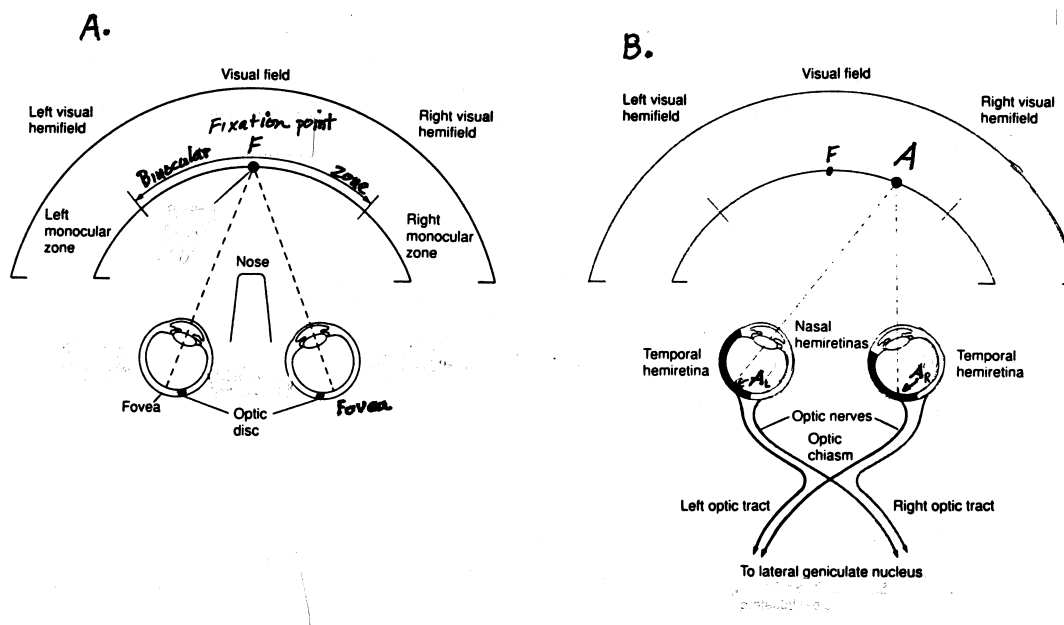 A.
Visual field
Left visual
hemifield
Right visual
hemifield
Fixation point
F
Binocular
Zone
Left
monocular
zone
Right
monocular
zone
Nose
Fovea
Optic
disc
Fovea
B.
Visual field
Left visual
hemifield
Right visual
hemifield
F
A
Nasal
hemiretinas
Temporal
hemiretina
Temporal
hemiretina
AL
AR
Optic nerves
Optic
chiasm
Left optic tract
Right optic tract
To lateral geniculate nucleus